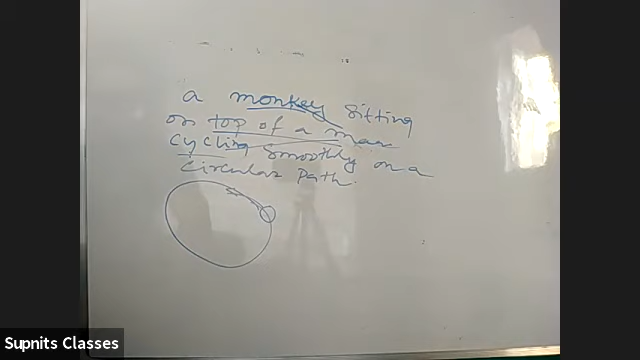 a monkey sitting
on top of a man
cycling smoothly on a
circular path.
Supnits Classes